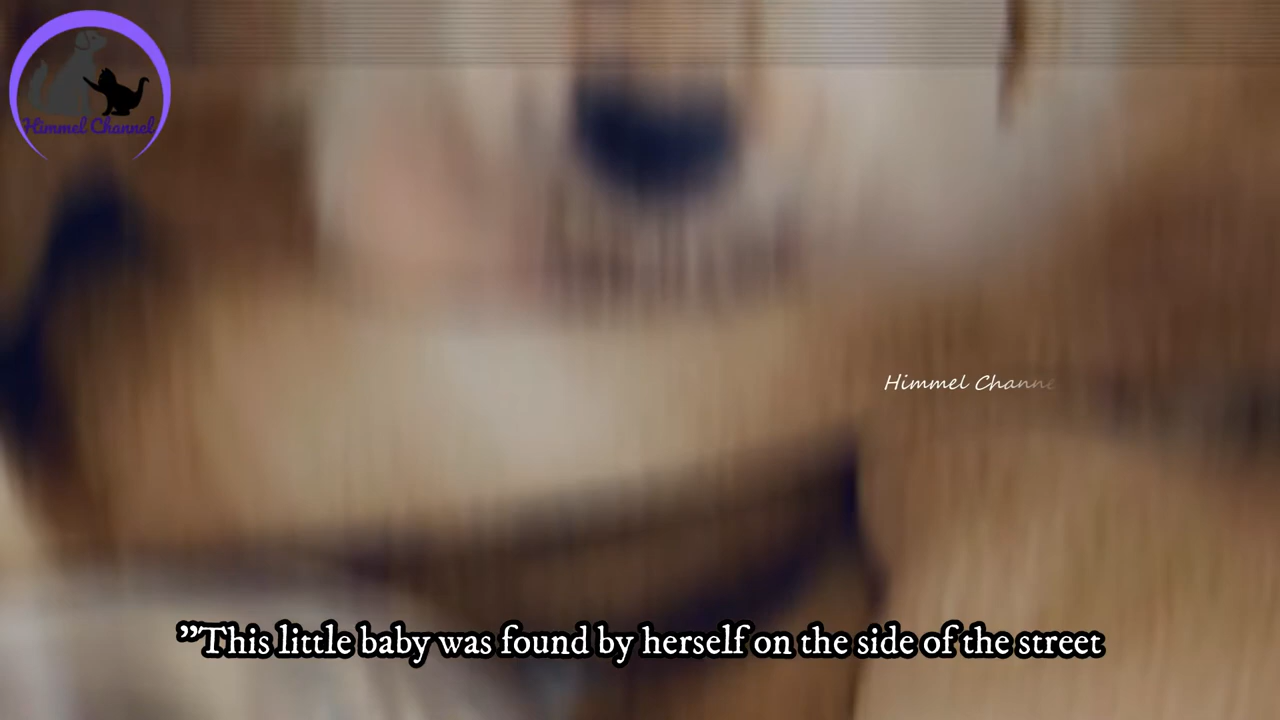 Himmel Channel
Himmel Channe
”This little baby was found by herself on the side of the street